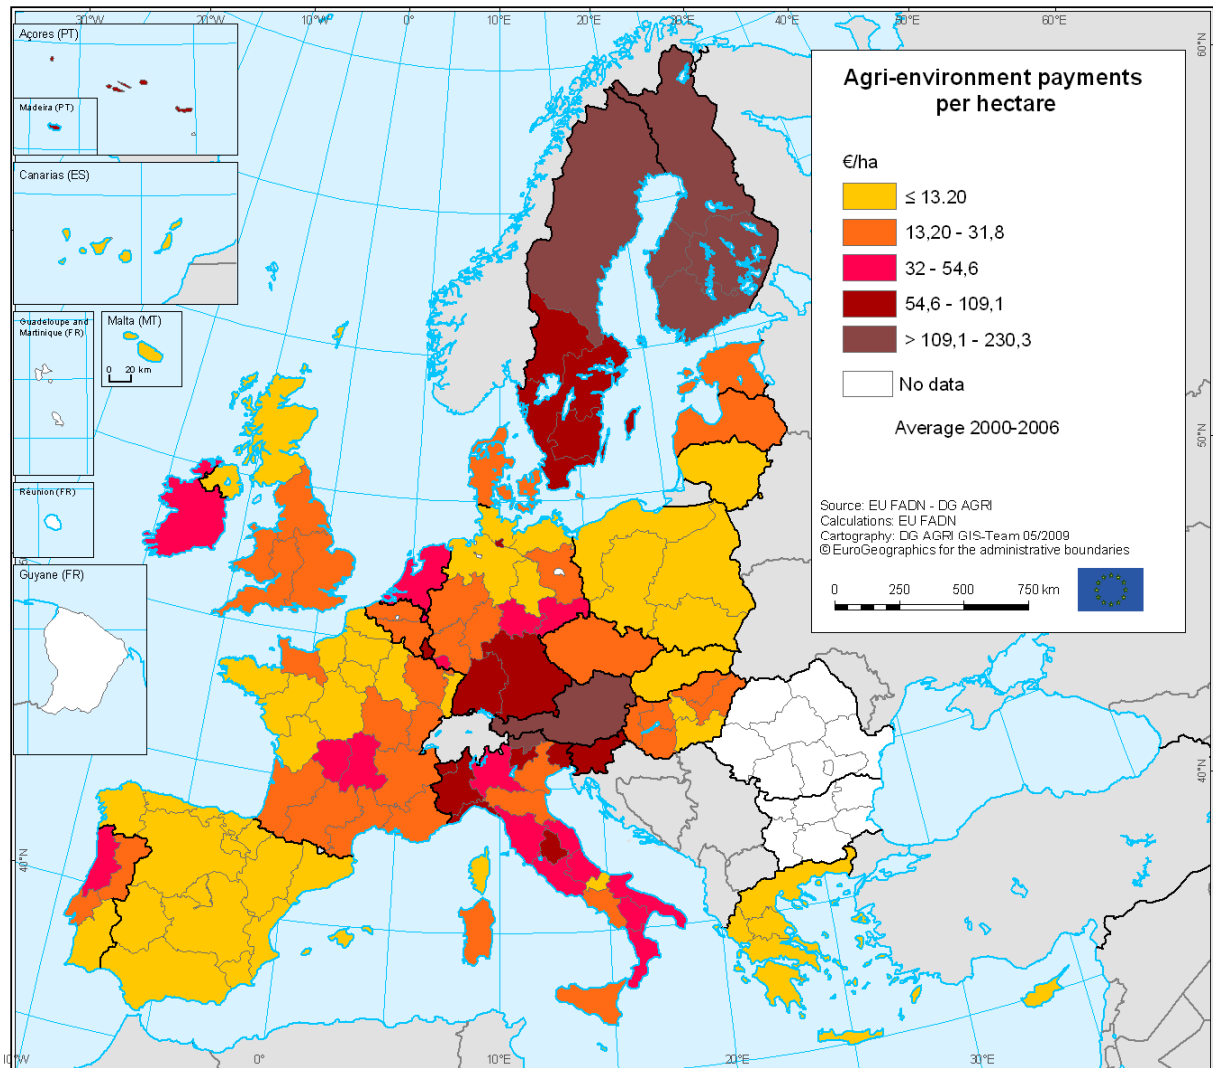 30°W
20°W
10°W
0°
10°E
20°E
30°E
40°E
50°E
60°E
Açores (PT)
Madeira (PT)
Canarias (ES)
Guadeloupe and
Martinique (FR)
Malta (MT)
0 20 km
Réunion (FR)
Guyane (FR)
Agri-environment payments
per hectare
€/ha
≤ 13.20
13,20 - 31,8
32 - 54,6
54,6 - 109,1
> 109,1 - 230,3
No data
Average 2000-2006
Source: EU FADN - DG AGRI
Calculations: EU FADN
Cartography: DG AGRI GIS-Team 05/2009
© EuroGeographics for the administrative boundaries
0 250 500 750 km
60°N
50°N
40°N
40°N
10°W
0°
10°E
20°E
30°E